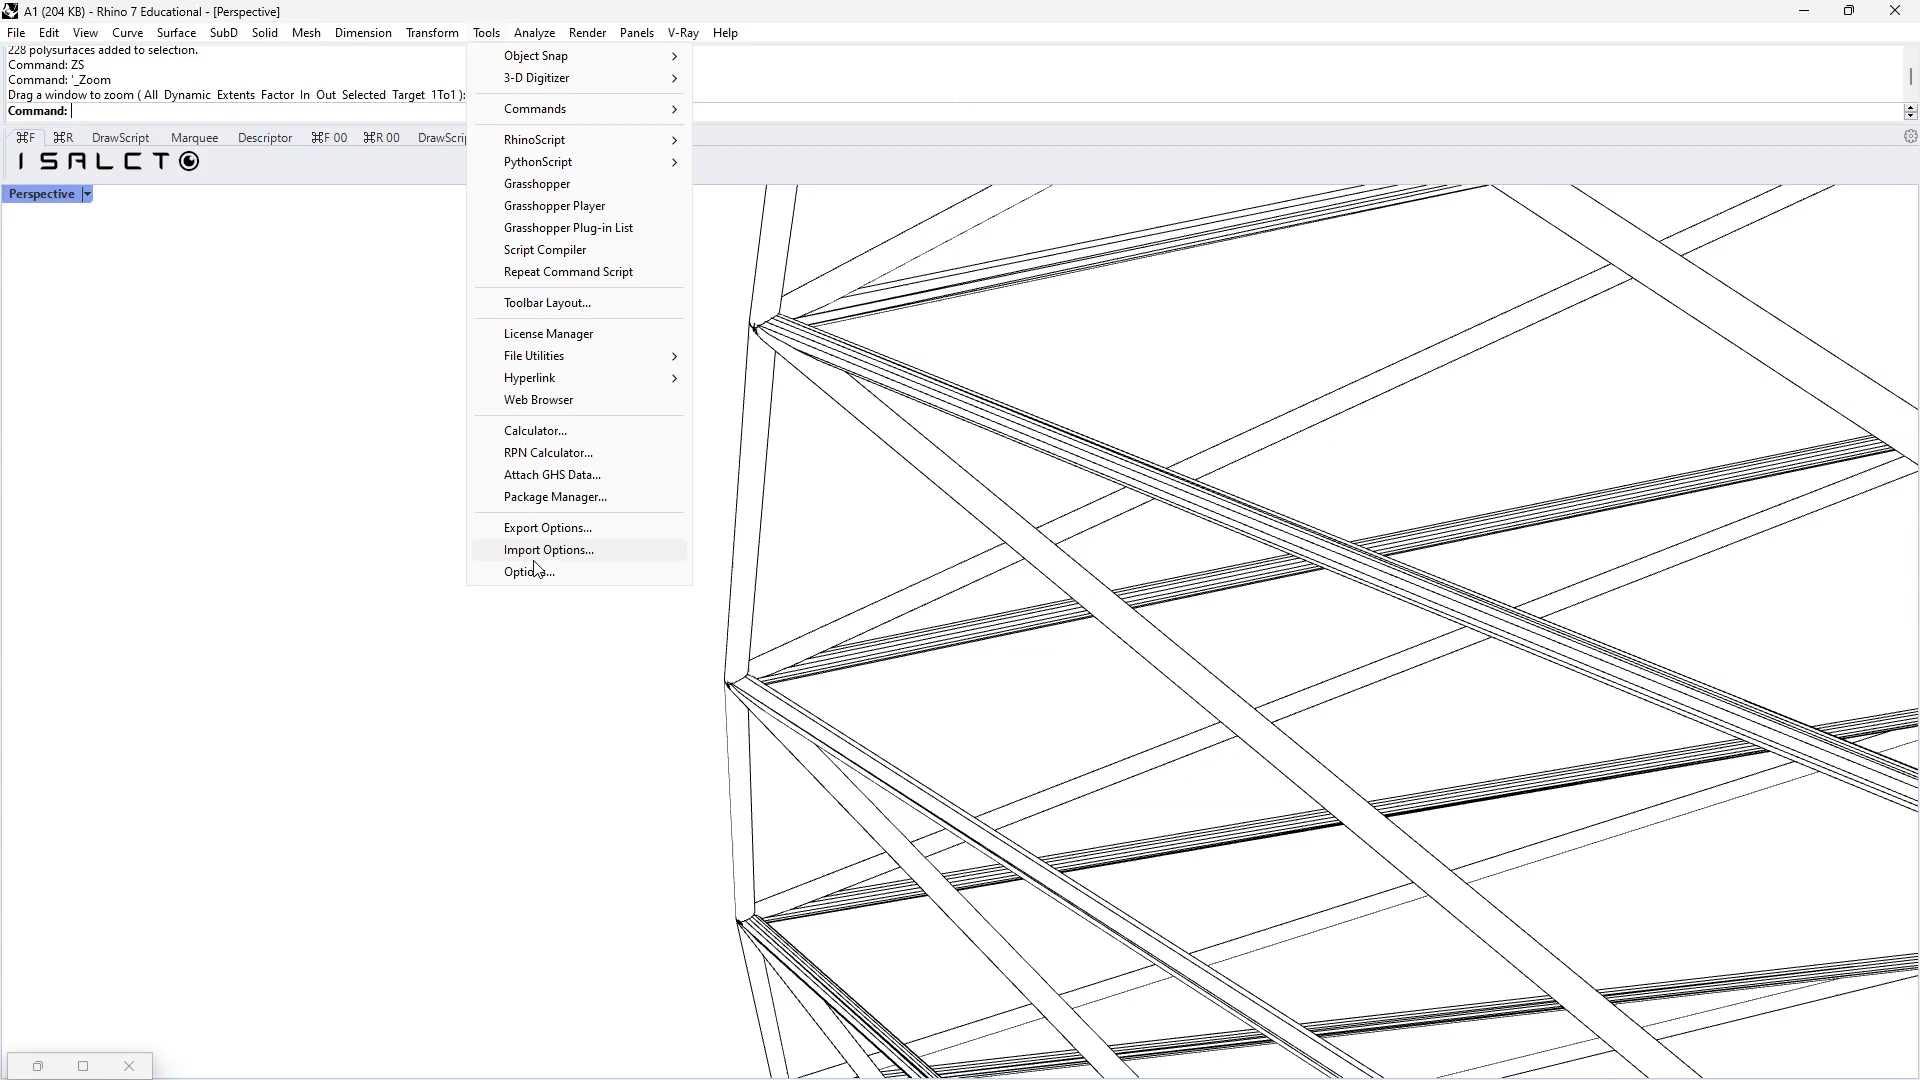 A1 (204 KB) - Rhino 7 Educational - [Perspective]
File Edit View Curve Surface SubD Solid Mesh Dimension Transform Tools Analyze Render Panels V-Ray Help
228 polysurfaces added to selection.
Command: ZS
Command: '_Zoom
Drag a window to zoom ( All Dynamic Extents Factor In Out Selected Target 1To1 ):
Command:
⌘F ⌘R DrawScript Marquee Descriptor ⌘F 00 ⌘R 00
I S A L C T
Perspective
Object Snap
3-D Digitizer
Commands
RhinoScript
PythonScript
Grasshopper
Grasshopper Player
Grasshopper Plug-in List
Script Compiler
Repeat Command Script
Toolbar Layout...
License Manager
File Utilities
Hyperlink
Web Browser
Calculator...
RPN Calculator...
Attach GHS Data...
Package Manager...
Export Options...
Import Options...
Options...